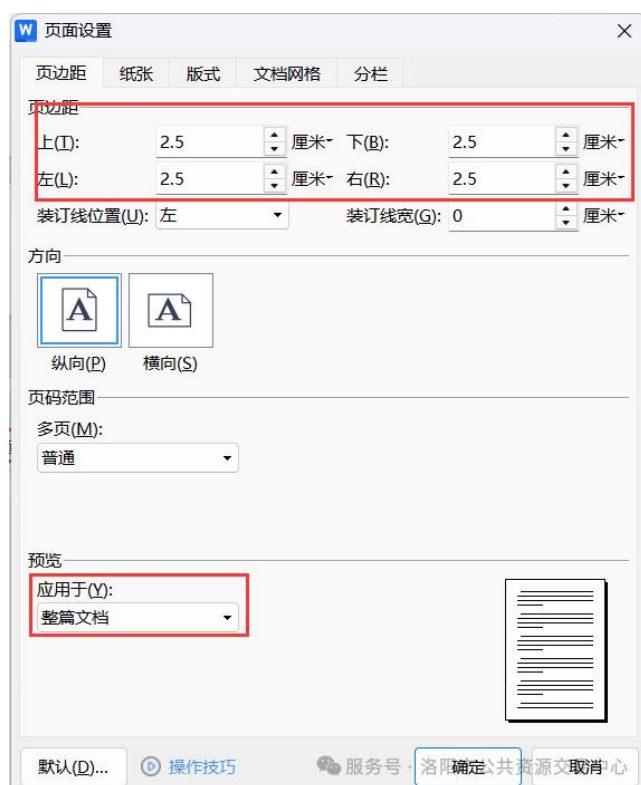 W 页面设置
页边距 纸张 版式 文档网格 分栏
页边距
上(T): 2.5 厘米 下(B): 2.5 厘米
左(L): 2.5 厘米 右(R): 2.5 厘米
装订线位置(U): 左 装订线宽(G): 0 厘米
方向
A A
纵向(P) 横向(S)
页码范围
多页(M):
普通
预览
应用于(Y):
整篇文档
默认(D)... 操作技巧 确定 取消
服务号 · 洛阳 公共资源交易中心